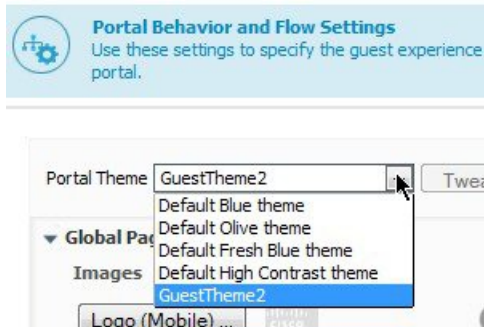 Portal Behavior and Flow Settings
Use these settings to specify the guest experience
portal.
Portal Theme GuestTheme2
Default Blue theme
Default Olive theme
Default Fresh Blue theme
Default High Contrast theme
GuestTheme2
Global
Images
Logo (Mobile) ...
cisco